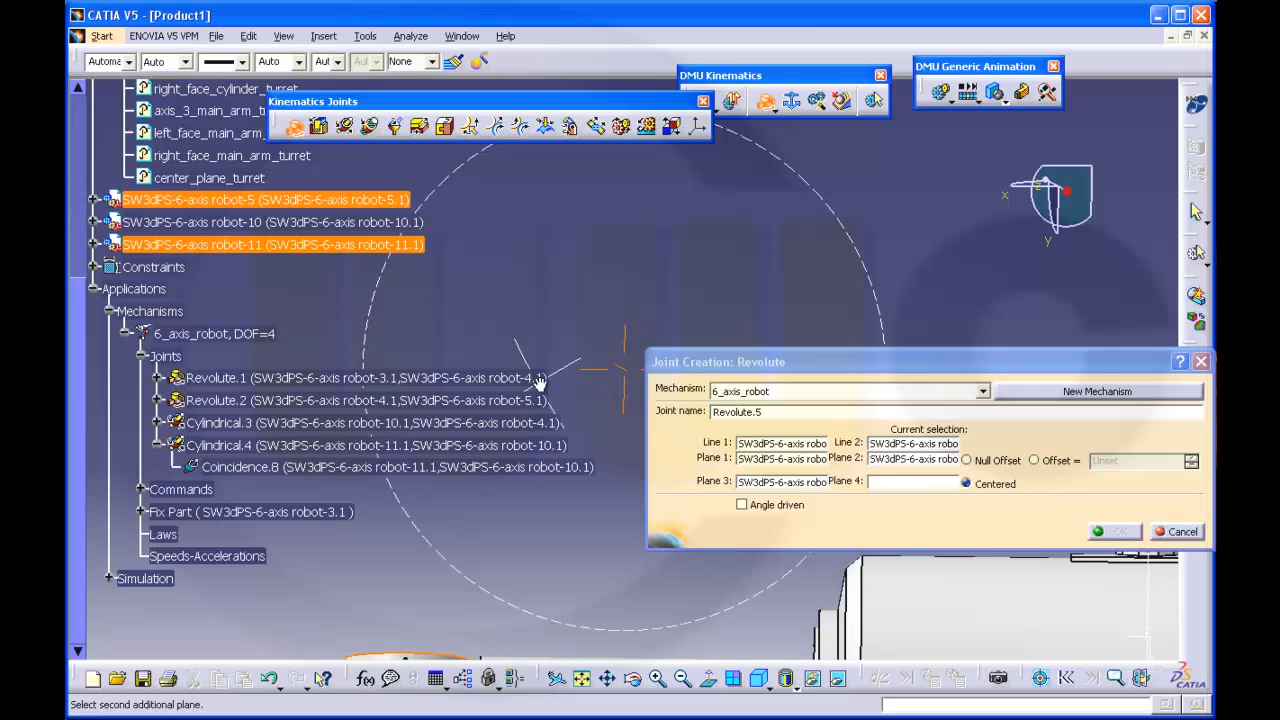 CATIA V5 - [Product1]
Start ENOVIA V5 VPM File Edit View Insert Tools Analyze Window Help
Automa Auto Auto Aut Aut None
DMU Kinematics
DMU Generic Animation
Kinematics Joints
right_face_cylinder_turret
axis_3_main_arm_
left_face_main_arm_
right_face_main_arm_turret
center_plane_turret
SW3dPS-6-axis robot-5 (SW3dPS-6-axis robot-5.1)
SW3dPS-6-axis robot-10 (SW3dPS-6-axis robot-10.1)
SW3dPS-6-axis robot-11 (SW3dPS-6-axis robot-11.1)
Constraints
Applications
Mechanisms
6_axis_robot, DOF=4
Joints
Revolute.1 (SW3dPS-6-axis robot-3.1,SW3dPS-6-axis robot-4.1)
Revolute.2 (SW3dPS-6-axis robot-4.1,SW3dPS-6-axis robot-5.1)
Cylindrical.3 (SW3dPS-6-axis robot-10.1,SW3dPS-6-axis robot-4.1)
Cylindrical.4 (SW3dPS-6-axis robot-11.1,SW3dPS-6-axis robot-10.1)
Coincidence.8 (SW3dPS-6-axis robot-11.1,SW3dPS-6-axis robot-10.1)
Commands
Fix Part ( SW3dPS-6-axis robot-3.1 )
Laws
Speeds-Accelerations
Simulation
x
z
y
Joint Creation: Revolute
Mechanism: 6_axis_robot New Mechanism
Joint name: Revolute.5
Current selection:
Line 1: SW3dPS-6-axis robo Line 2: SW3dPS-6-axis robo
Plane 1: SW3dPS-6-axis robo Plane 2: SW3dPS-6-axis robo Null Offset Offset = Unset
Plane 3: SW3dPS-6-axis robo Plane 4: Centered
Angle driven
OK Cancel
f(x)
CATIA
Select second additional plane.